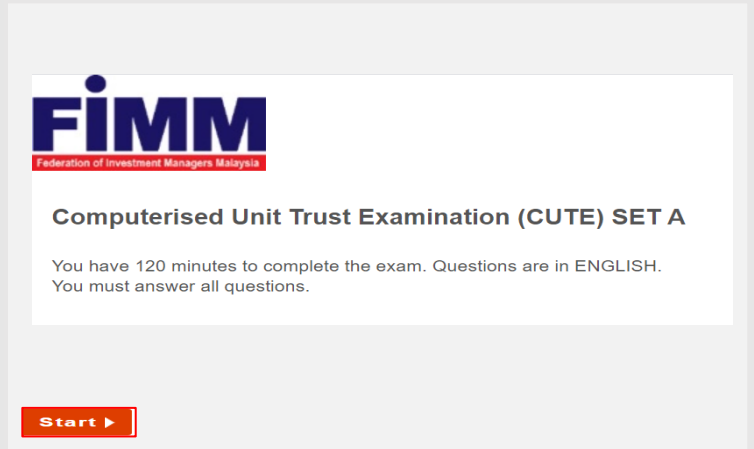 FiMM
Federation of Investment Managers Malaysia
Computerised Unit Trust Examination (CUTE) SET A
You have 120 minutes to complete the exam. Questions are in ENGLISH.
You must answer all questions.
Start